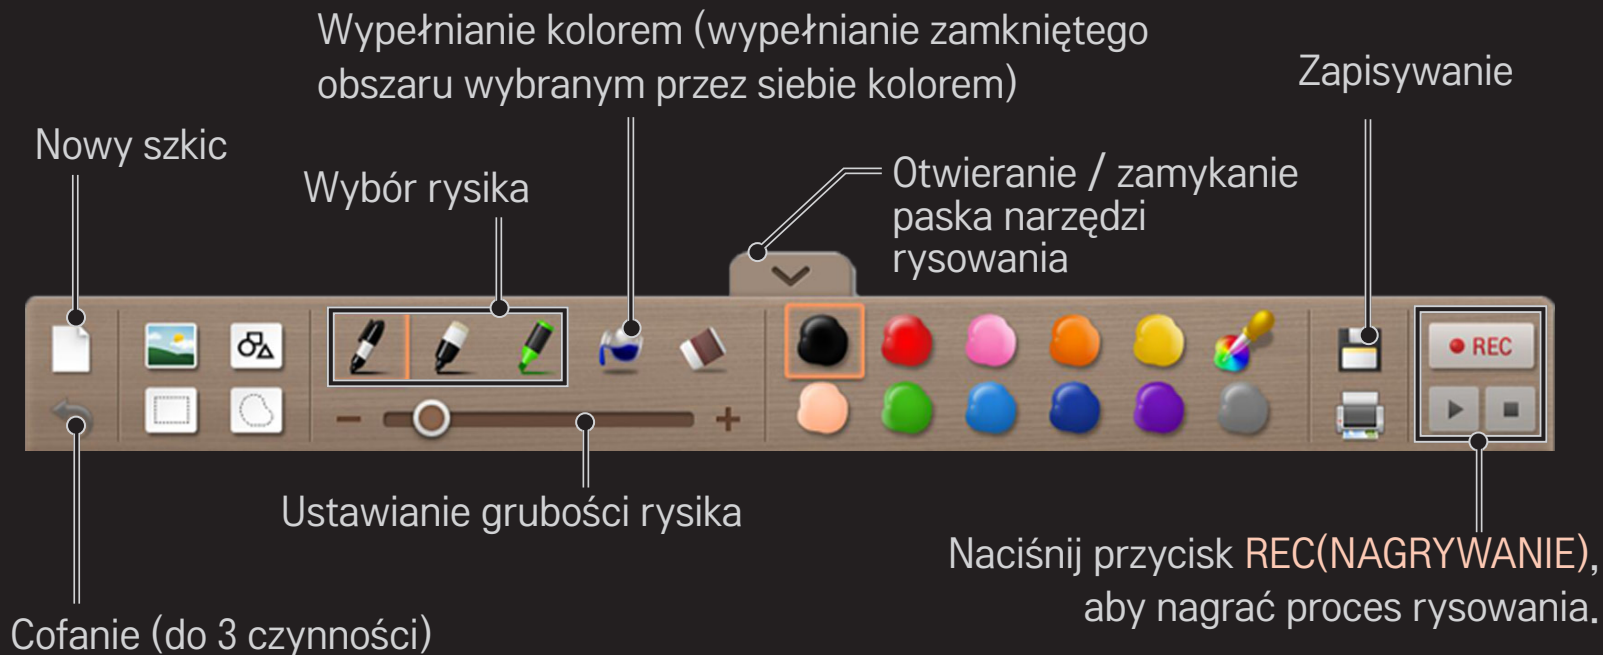 Wypełnianie kolorem (wypełnianie zamkniętego
obszaru wybranym przez siebie kolorem)
Zapisywanie
Nowy szkic
Wybór rysika
Otwieranie / zamykanie
paska narzędzi
rysowania
REC
Ustawianie grubości rysika
Naciśnij przycisk REC(NAGRYWANIE),
aby nagrać proces rysowania.
Cofanie (do 3 czynności)